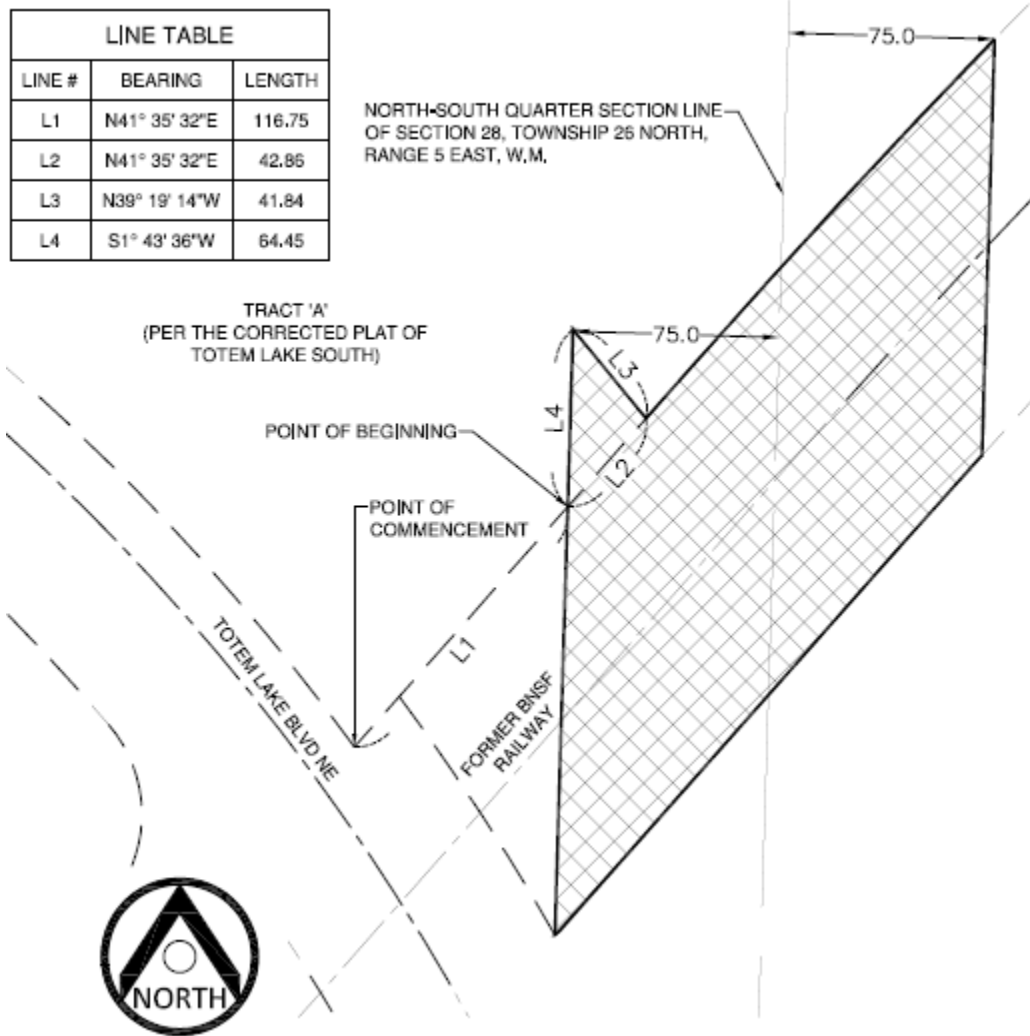 LINE TABLE
LINE # BEARING LENGTH
L1 N41° 35' 32"E 116.75
L2 N41° 35' 32"E 42.86
L3 N39° 19' 14"W 41.84
L4 S1° 43' 36"W 64.45
75.0
NORTH-SOUTH QUARTER SECTION LINE
OF SECTION 28, TOWNSHIP 26 NORTH,
RANGE 5 EAST, W.M.
TRACT 'A'
(PER THE CORRECTED PLAT OF
TOTEM LAKE SOUTH)
75.0
L3
L4
POINT OF BEGINNING
L2
POINT OF
COMMENCEMENT
L1
TOTEM LAKE BLVD NE
FORMER BNSF
RAILWAY
NORTH